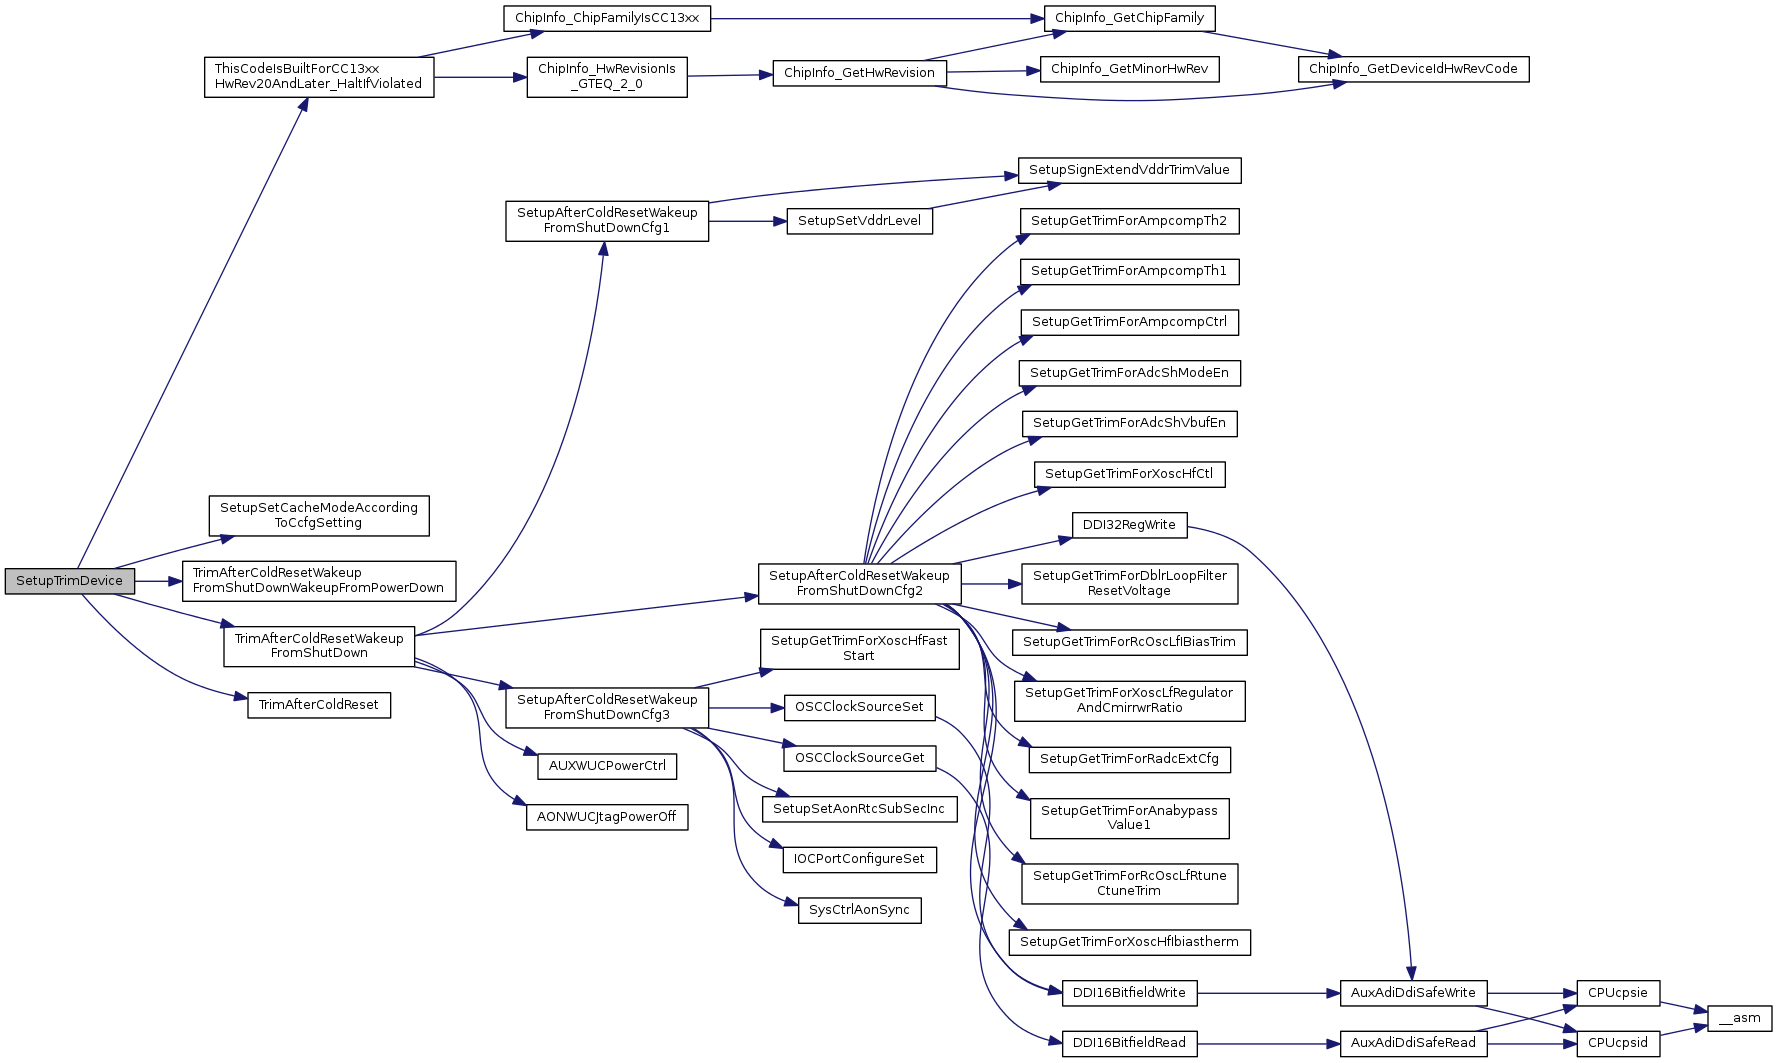 SetupTrimDevice
ThisCodeIsBuiltForCC13xx
HwRev20AndLater_HaltIfViolated
ChipInfo_ChipFamilyIsCC13xx
ChipInfo_GetChipFamily
ChipInfo_HwRevisionIs
_GTEQ_2_0
ChipInfo_GetHwRevision
ChipInfo_GetMinorHwRev
ChipInfo_GetDeviceIdHwRevCode
SetupSetCacheModeAccording
ToCcfgSetting
TrimAfterColdResetWakeup
FromShutDownWakeupFromPowerDown
TrimAfterColdResetWakeup
FromShutDown
TrimAfterColdReset
SetupAfterColdResetWakeup
FromShutDownCfg1
SetupSetVddrLevel
SetupSignExtendVddrTrimValue
SetupAfterColdResetWakeup
FromShutDownCfg2
SetupGetTrimForAmpcompTh2
SetupGetTrimForAmpcompTh1
SetupGetTrimForAmpcompCtrl
SetupGetTrimForAdcShModeEn
SetupGetTrimForAdcShVbufEn
SetupGetTrimForXoscHfCtl
DDI32RegWrite
SetupGetTrimForDblrLoopFilter
ResetVoltage
SetupGetTrimForRcOscLfIBiasTrim
SetupGetTrimForXoscLfRegulator
AndCmirrwrRatio
SetupGetTrimForRadcExtCfg
SetupGetTrimForAnabypass
Value1
SetupGetTrimForRcOscLfRtune
CtuneTrim
SetupGetTrimForXoscHfIbiastherm
SetupAfterColdResetWakeup
FromShutDownCfg3
SetupGetTrimForXoscHfFast
Start
OSCClockSourceSet
OSCClockSourceGet
SetupSetAonRtcSubSecInc
IOCPortConfigureSet
SysCtrlAonSync
AUXWUCPowerCtrl
AONWUCJtagPowerOff
DDI16BitfieldWrite
DDI16BitfieldRead
AuxAdiDdiSafeWrite
AuxAdiDdiSafeRead
CPUcpsie
CPUcpsid
__asm